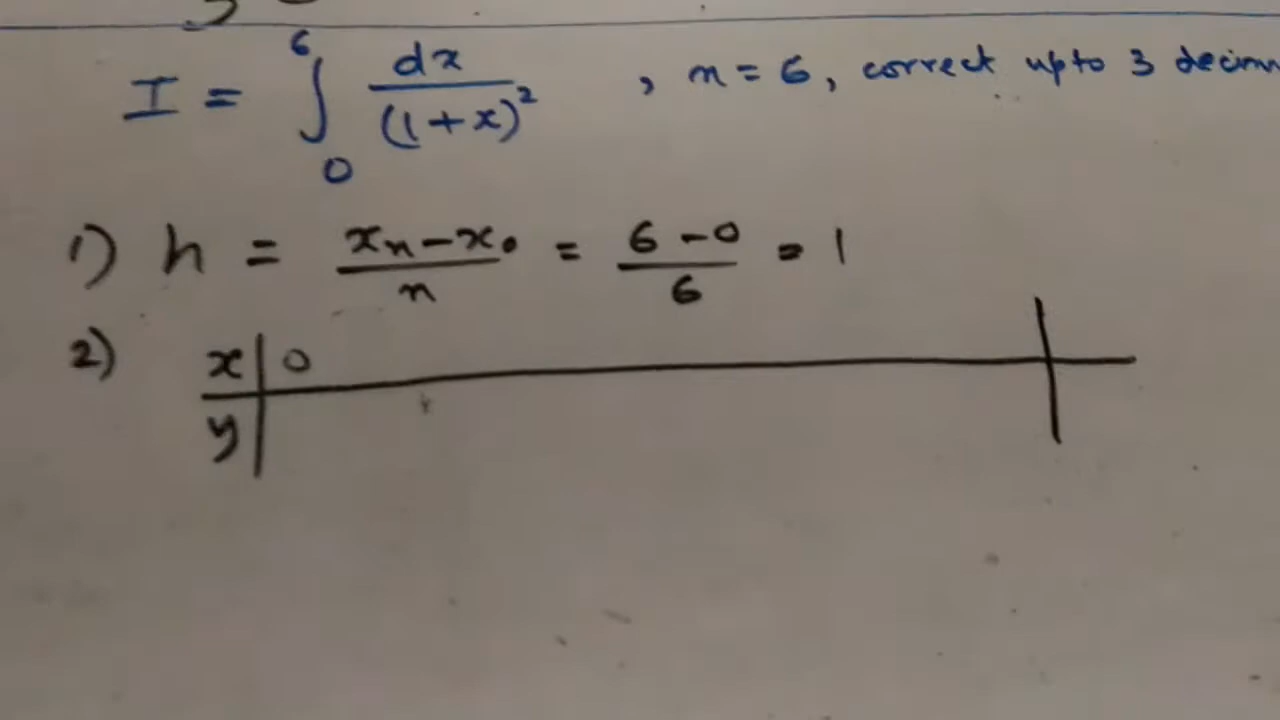 I = ∫₀⁶ dx/(1+x)² , n = 6, correct upto 3 decim
1) h = (xₙ - x₀)/n = (6 - 0)/6 = 1
2) x | 0
y |